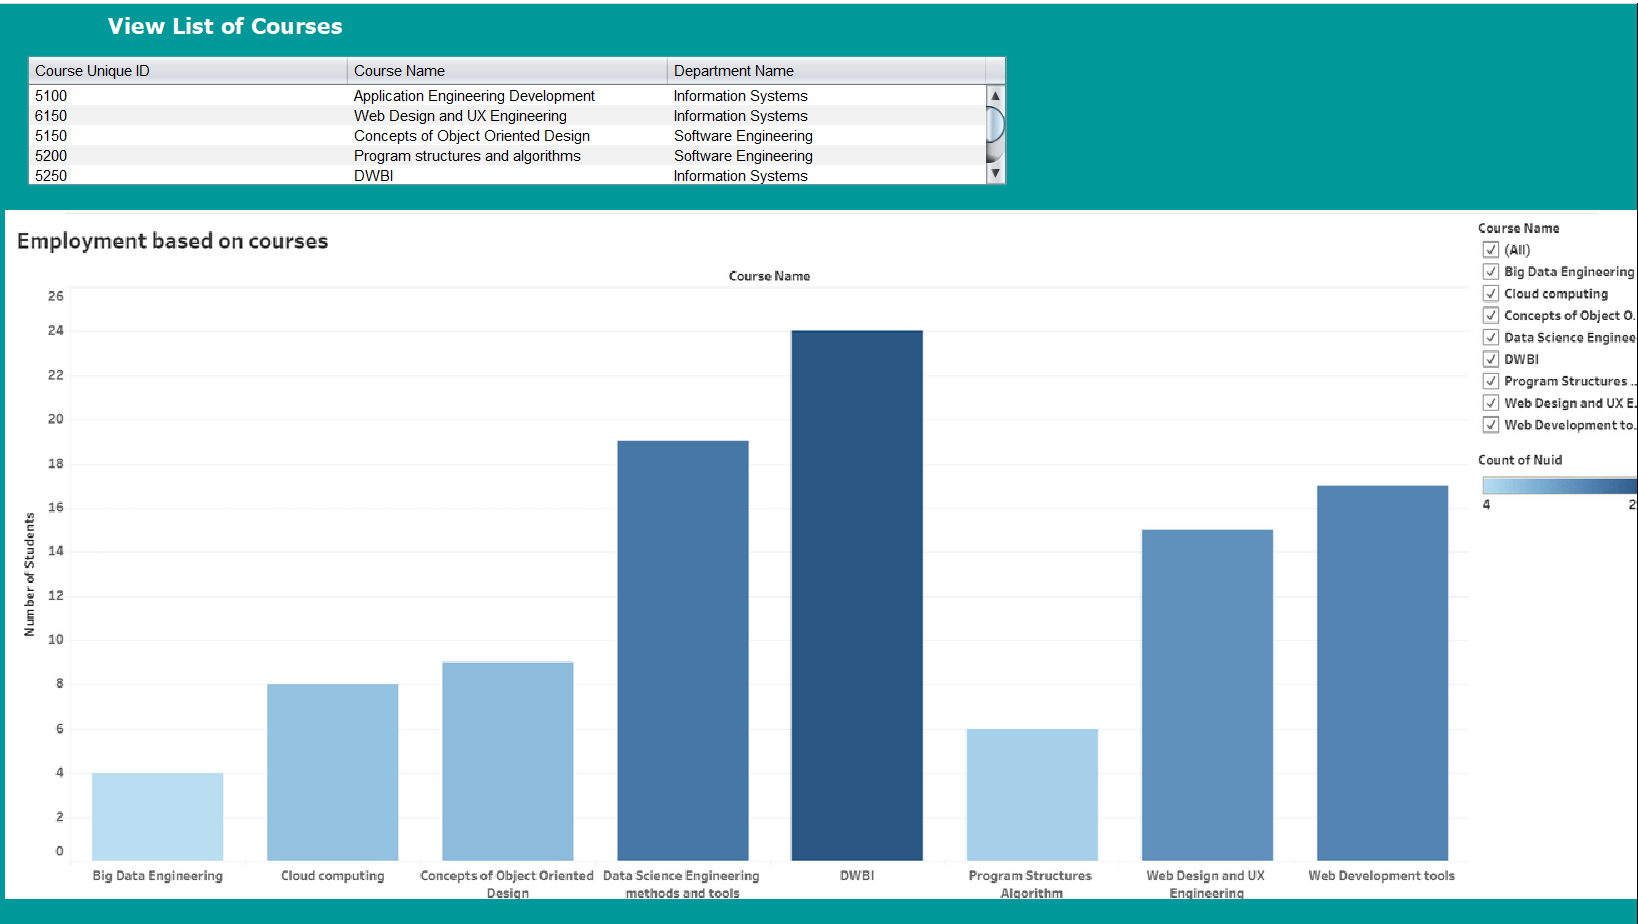 View List of Courses
Course Unique ID Course Name Department Name
5100 Application Engineering Development Information Systems
6150 Web Design and UX Engineering Information Systems
5150 Concepts of Object Oriented Design Software Engineering
5200 Program structures and algorithms Software Engineering
5250 DWBI Information Systems
Employment based on courses
Course Name
26
24
22
20
18
16
14
12
10
8
6
4
2
0
Number of Students
Big Data Engineering
Cloud computing
Concepts of Object Oriented
Design
Data Science Engineering
methods and tools
DWBI
Program Structures
Algorithm
Web Design and UX
Engineering
Web Development tools
Course Name
(All)
Big Data Engineering
Cloud computing
Concepts of Object O..
Data Science Enginee
DWBI
Program Structures ..
Web Design and UX E.
Web Development to.
Count of Nuid
4 2